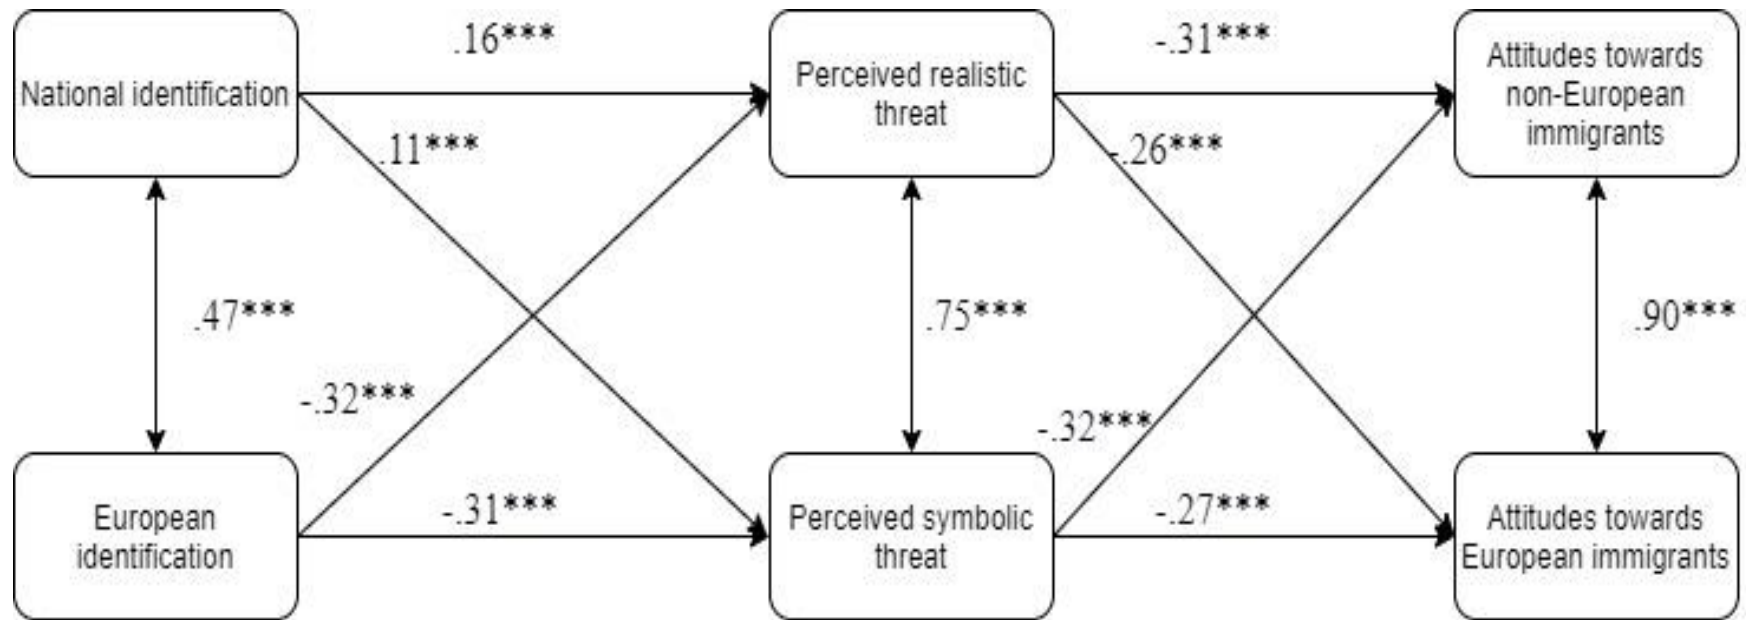 National identification
.16***
Perceived realistic
threat
-.31***
Attitudes towards
non-European
immigrants
.11***
-.26***
.47***
.75***
.90***
-.32***
-.32***
European
identification
-.31***
Perceived symbolic
threat
-.27***
Attitudes towards
European immigrants